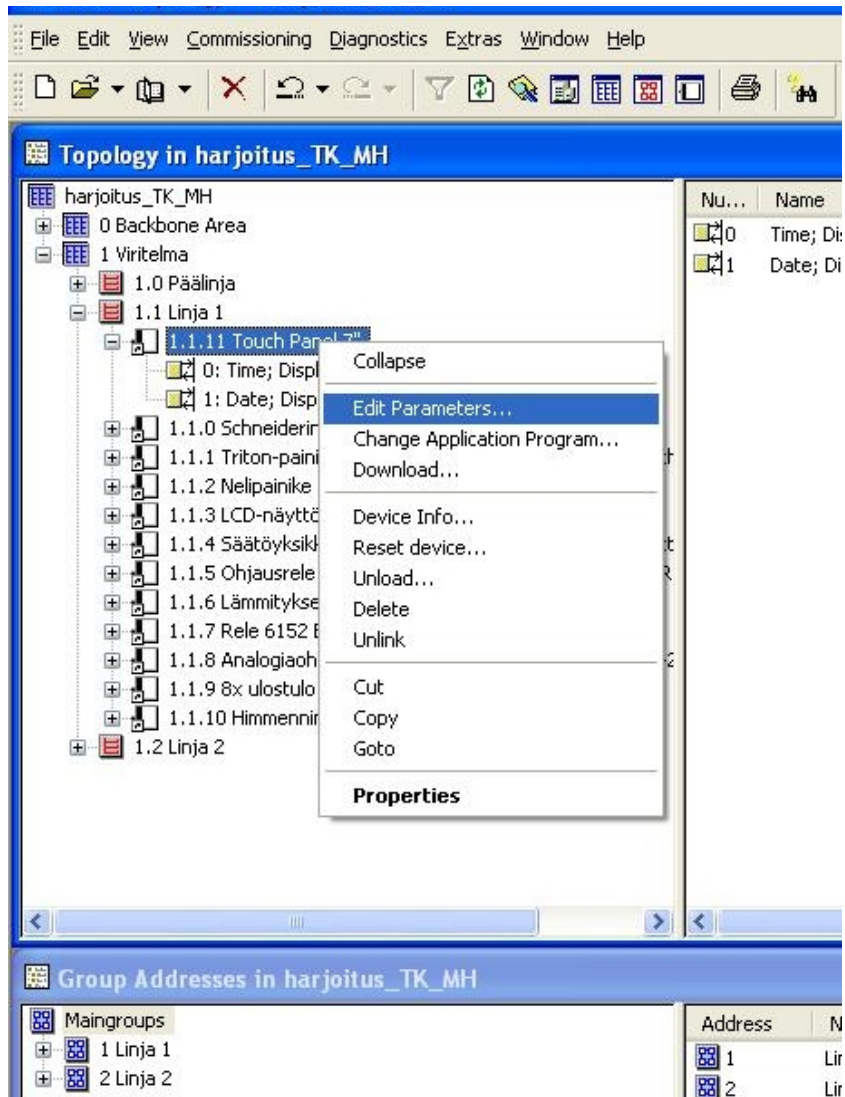 File Edit View Commissioning Diagnostics Extras Window Help
Topology in harjoitus_TK_MH
harjoitus_TK_MH
0 Backbone Area
1 Viritelma
1.0 Päälinja
1.1 Linja 1
1.1.11 Touch Panel 7"
0: Time; Displ
1: Date; Disp
1.1.0 Schneiderin
1.1.1 Triton-paini
1.1.2 Nelipainike
1.1.3 LCD-näyttö
1.1.4 Säätöyksik
1.1.5 Ohjausrele
1.1.6 Lämmitykse
1.1.7 Rele 6152
1.1.8 Analogiaoh
1.1.9 8x ulostulo
1.1.10 Himmennin
1.2 Linja 2
Collapse
Edit Parameters...
Change Application Program...
Download...
Device Info...
Reset device...
Unload...
Delete
Unlink
Cut
Copy
Goto
Properties
Nu... Name
0 Time; Dis
1 Date; Di
Group Addresses in harjoitus_TK_MH
Maingroups
1 Linja 1
2 Linja 2
Address N
1 Lin
2 Lin